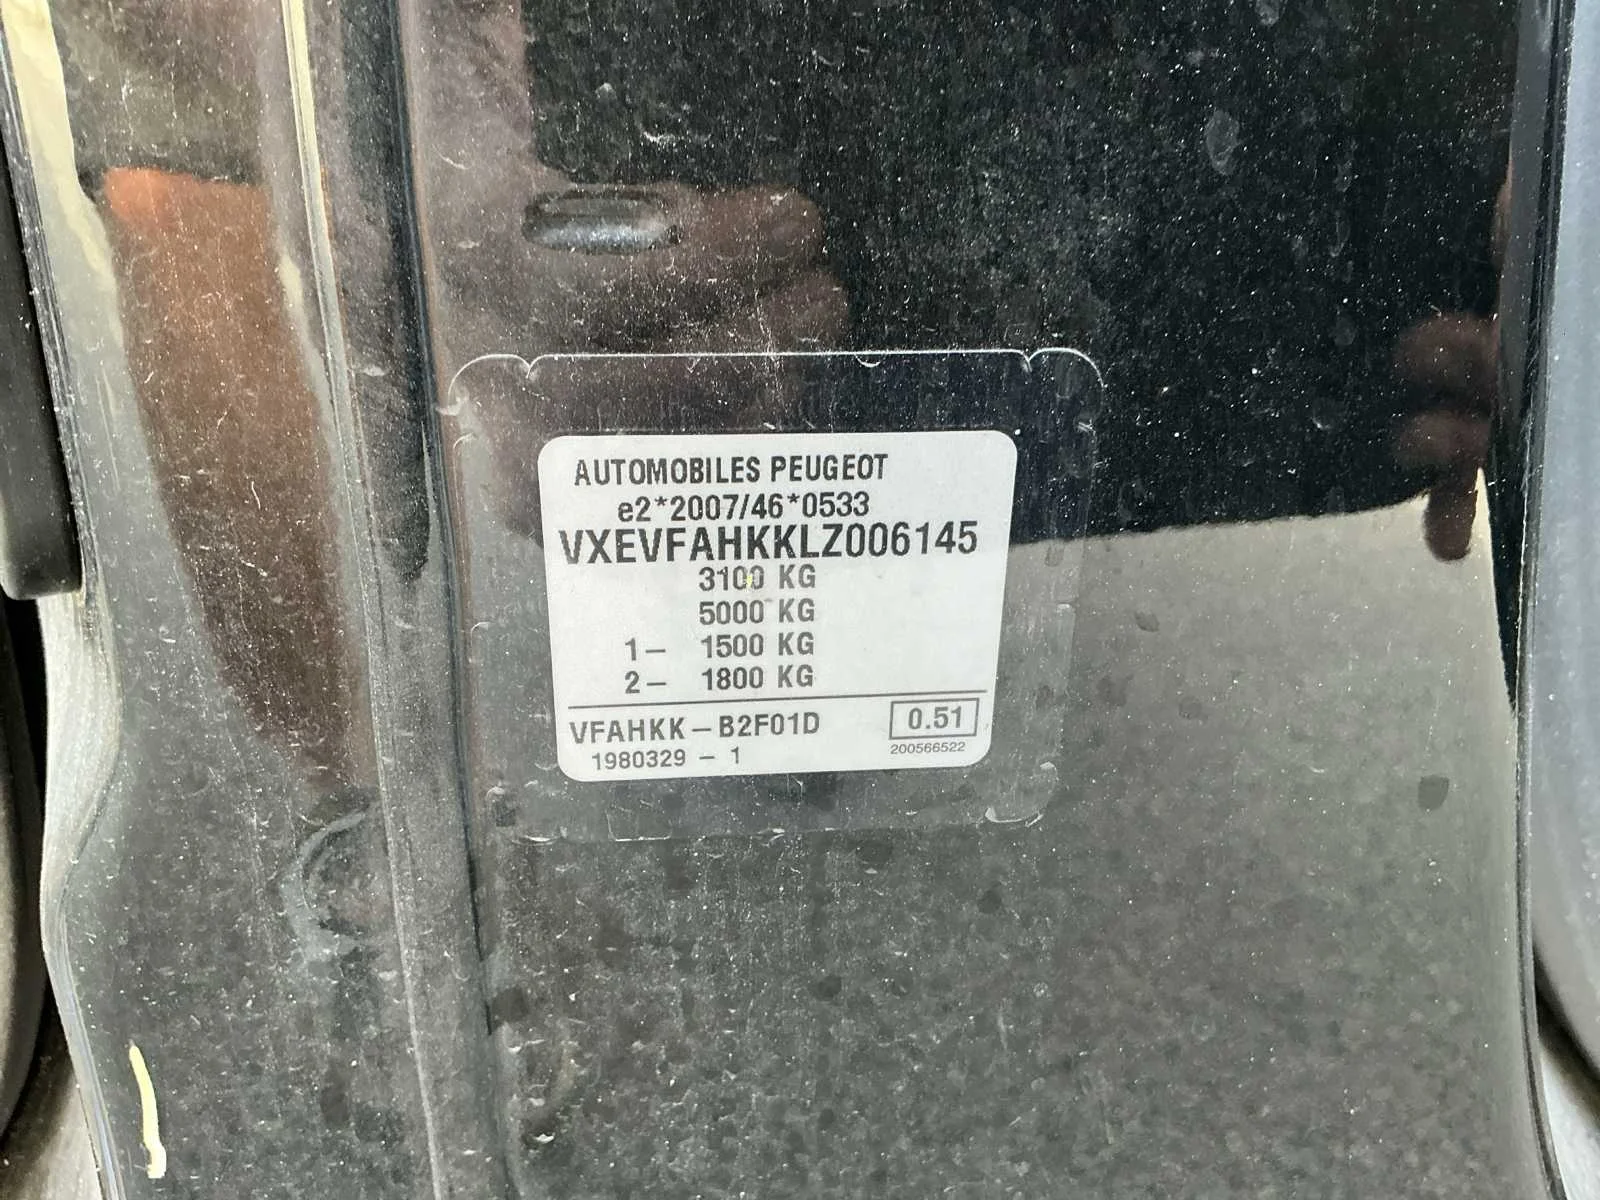 AUTOMOBILES PEUGEOT
e2*2007/46*0533
VXEVFAHKKLZ006145
3100 KG
5000 KG
1– 1500 KG
2– 1800 KG
VFAHKK–B2F01D 0.51
1980329 – 1 200566522